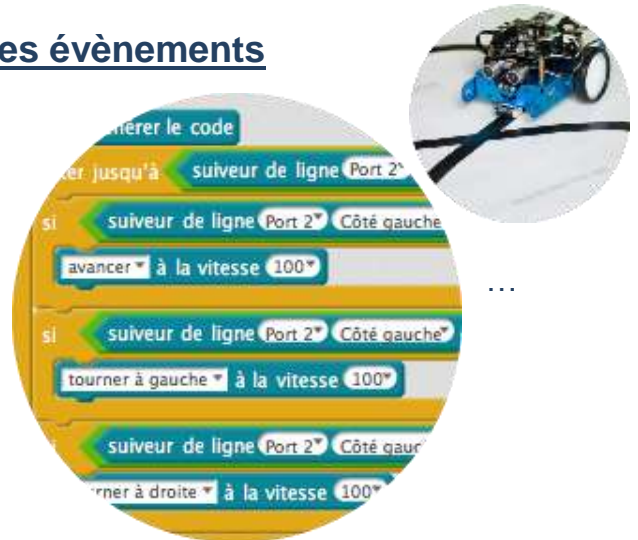 es évènements
érer le code
er jusqu'à suiveur de ligne Port 2
si suiveur de ligne Port 2 Côté gauche
avancer à la vitesse 100
...
si suiveur de ligne Port 2 Côté gauche
tourner à gauche à la vitesse 100
suiveur de ligne Port 2 Côté gauc
rner à droite à la vitesse 100